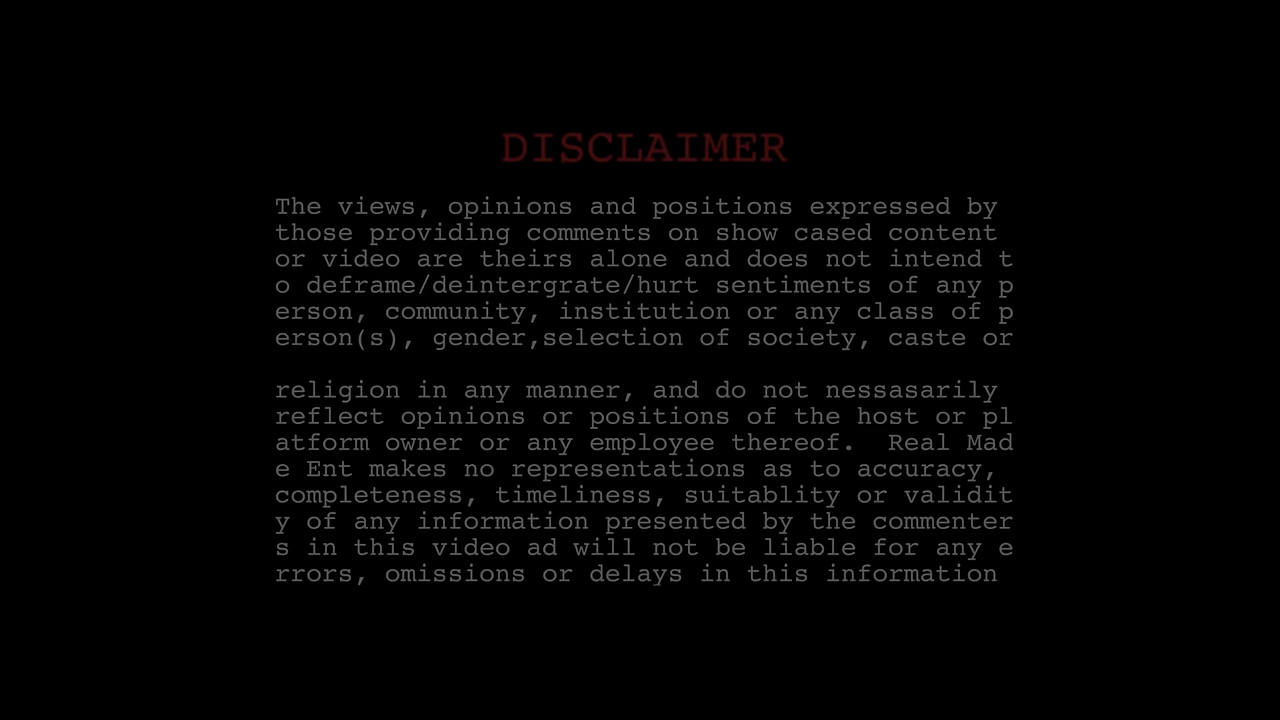 DISCLAIMER
The views, opinions and positions expressed by
those providing comments on show cased content
or video are theirs alone and does not intend t
o deframe/deintergrate/hurt sentiments of any p
erson, community, institution or any class of p
erson(s), gender,selection of society, caste or
religion in any manner, and do not nessasarily
reflect opinions or positions of the host or pl
atform owner or any employee thereof.  Real Mad
e Ent makes no representations as to accuracy,
completeness, timeliness, suitablity or validit
y of any information presented by the commenter
s in this video ad will not be liable for any e
rrors, omissions or delays in this information